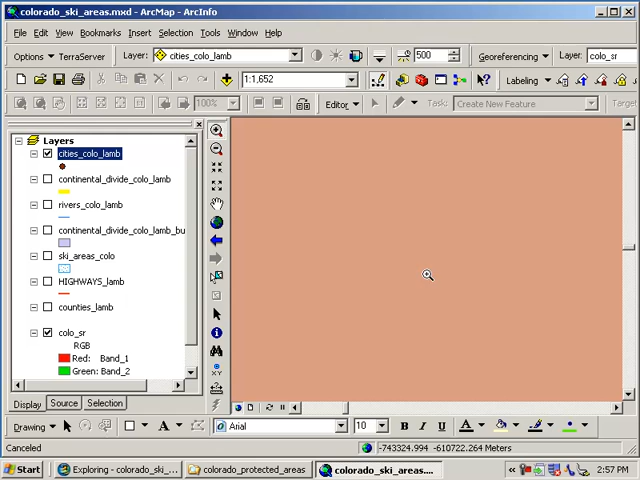 colorado_ski_areas.mxd - ArcMap - ArcInfo
File Edit View Bookmarks Insert Selection Tools Window Help
Options TerraServer Layer: cities_colo_lamb 500 Georeferencing Layer: colo_sr
1:1,652 Labeling
100% Editor Task: Create New Feature Target
Layers
cities_colo_lamb
continental_divide_colo_lamb
rivers_colo_lamb
continental_divide_colo_lamb_bu
ski_areas_colo
HIGHWAYS_lamb
counties_lamb
colo_sr
RGB
Red: Band_1
Green: Band_2
Display Source Selection
Drawing A Arial 10 B I U A
Canceled -743324.994 -610722.264 Meters
Start Exploring - colorado_sk... colorado_protected_areas colorado_ski_areas.... « 2:57 PM